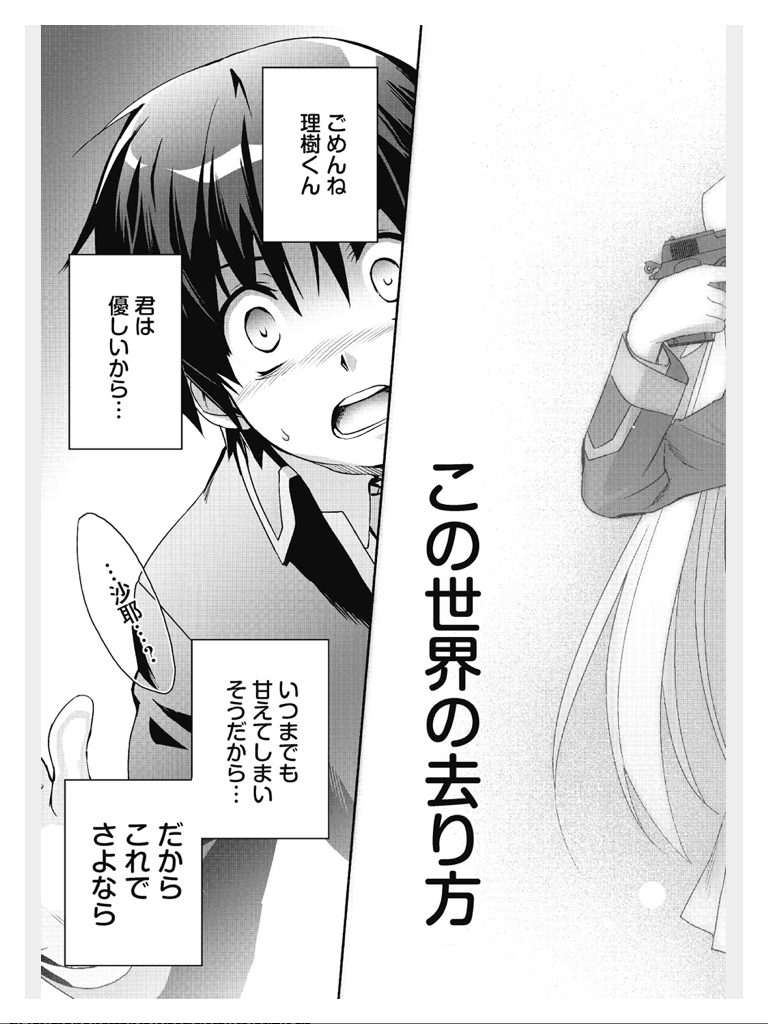 この世界の去り方
ごめんね
理樹くん
君は
優しいから…
…沙耶…?
いつまでも
甘えてしまい
そうだから…
だから
これで
さよなら